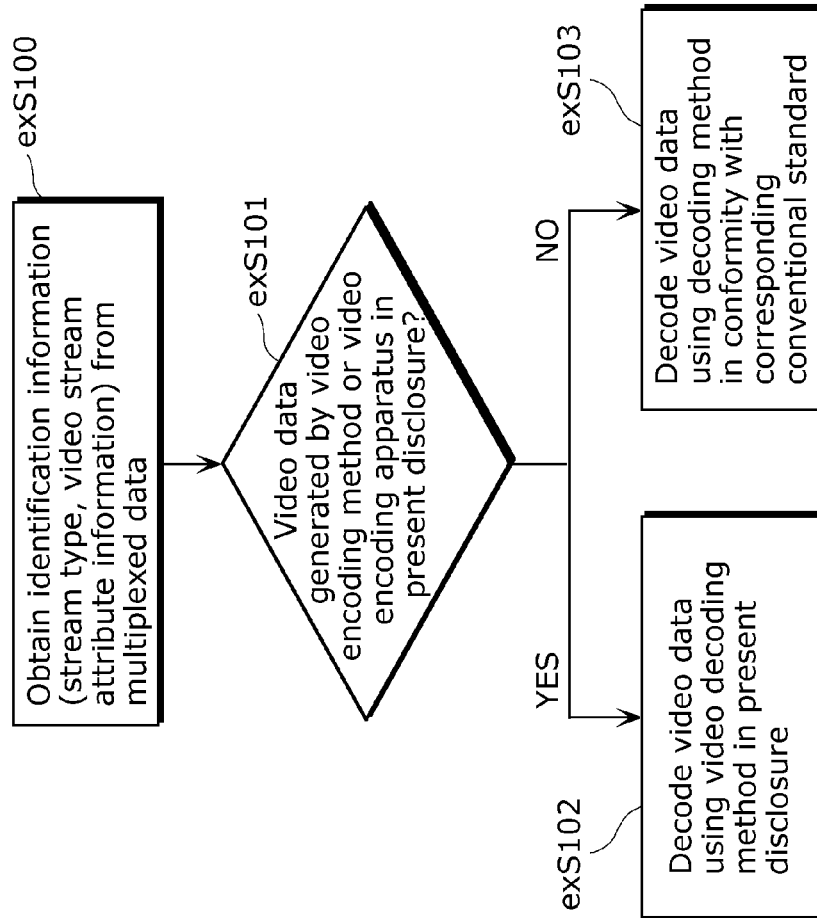 exS100
Obtain identification information
(stream type, video stream
attribute information) from
multiplexed data
exS101
Video data
generated by video
encoding method or video
encoding apparatus in
present disclosure?
YES
NO
exS102
Decode video data
using video decoding
method in present
disclosure
exS103
Decode video data
using decoding method
in conformity with
corresponding
conventional standard